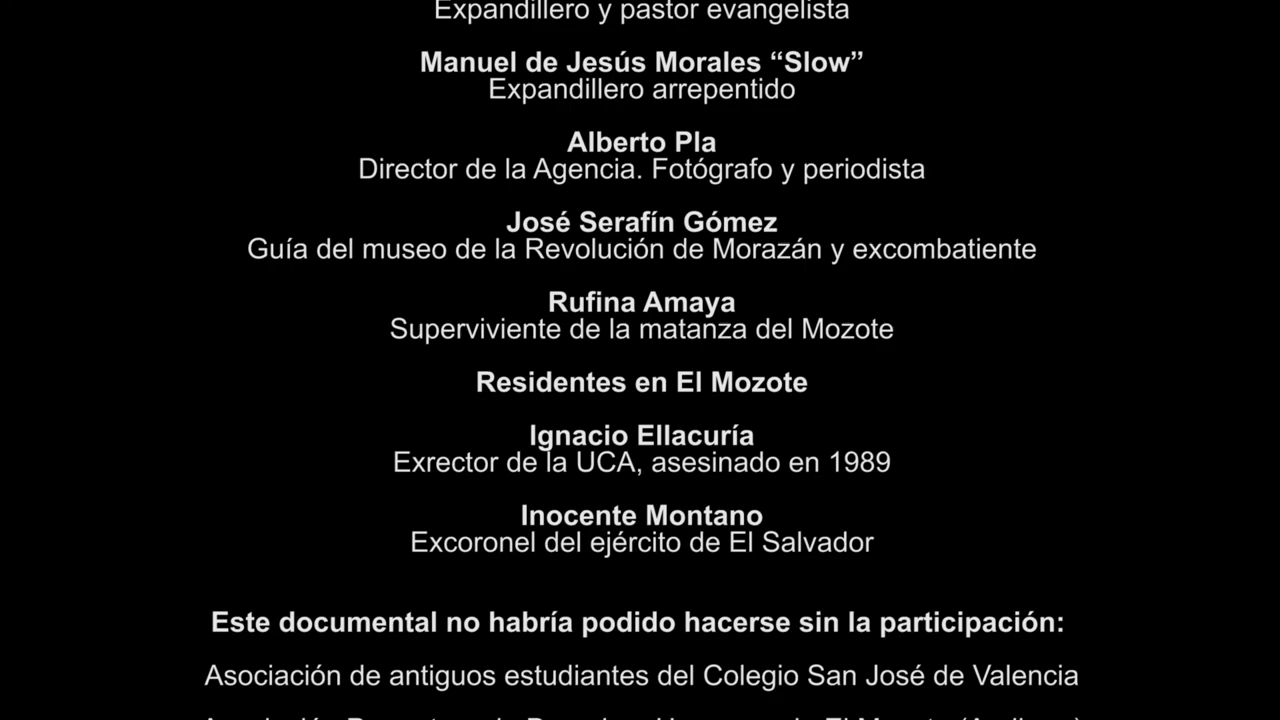 Expandillero y pastor evangelista
Manuel de Jesús Morales “Slow”
Expandillero arrepentido
Alberto Pla
Director de la Agencia. Fotógrafo y periodista
José Serafín Gómez
Guía del museo de la Revolución de Morazán y excombatiente
Rufina Amaya
Superviviente de la matanza del Mozote
Residentes en El Mozote
Ignacio Ellacuría
Exrector de la UCA, asesinado en 1989
Inocente Montano
Excoronel del ejército de El Salvador
Este documental no habría podido hacerse sin la participación:
Asociación de antiguos estudiantes del Colegio San José de Valencia